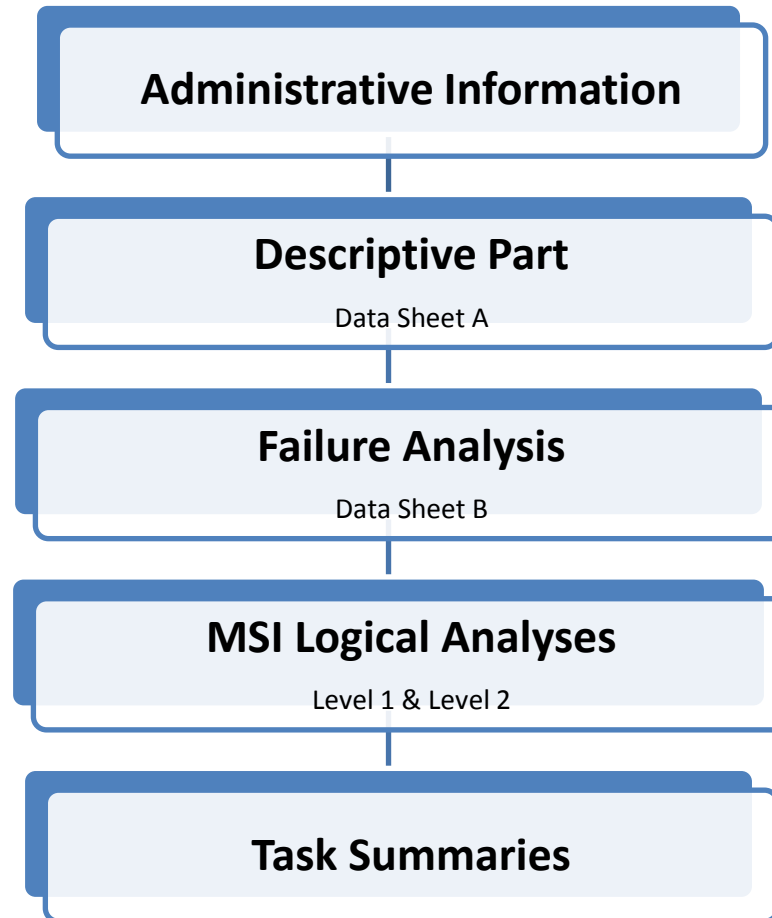 Administrative Information
Descriptive Part
Data Sheet A
Failure Analysis
Data Sheet B
MSI Logical Analyses
Level 1 & Level 2
Task Summaries